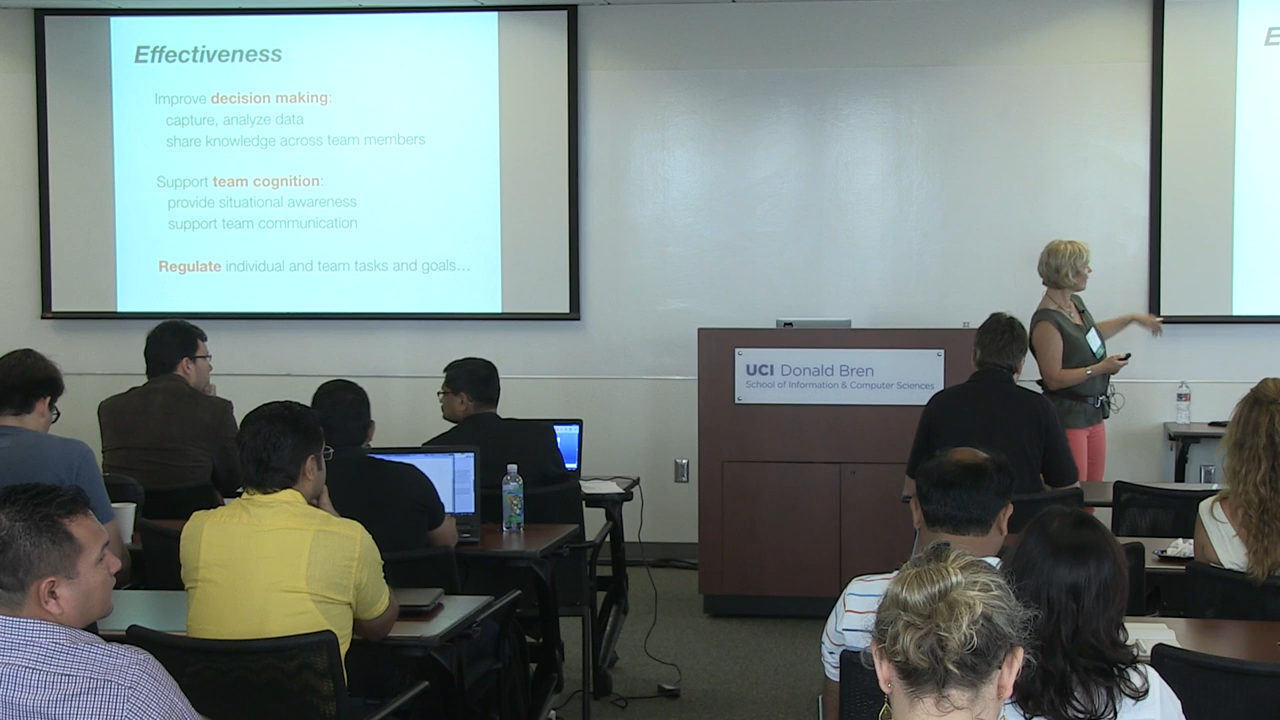 Effectiveness
Improve decision making:
capture, analyze data
share knowledge across team members
Support team cognition:
provide situational awareness
support team communication
Regulate individual and team tasks and goals…
UCI Donald Bren
School of Information & Computer Sciences
E